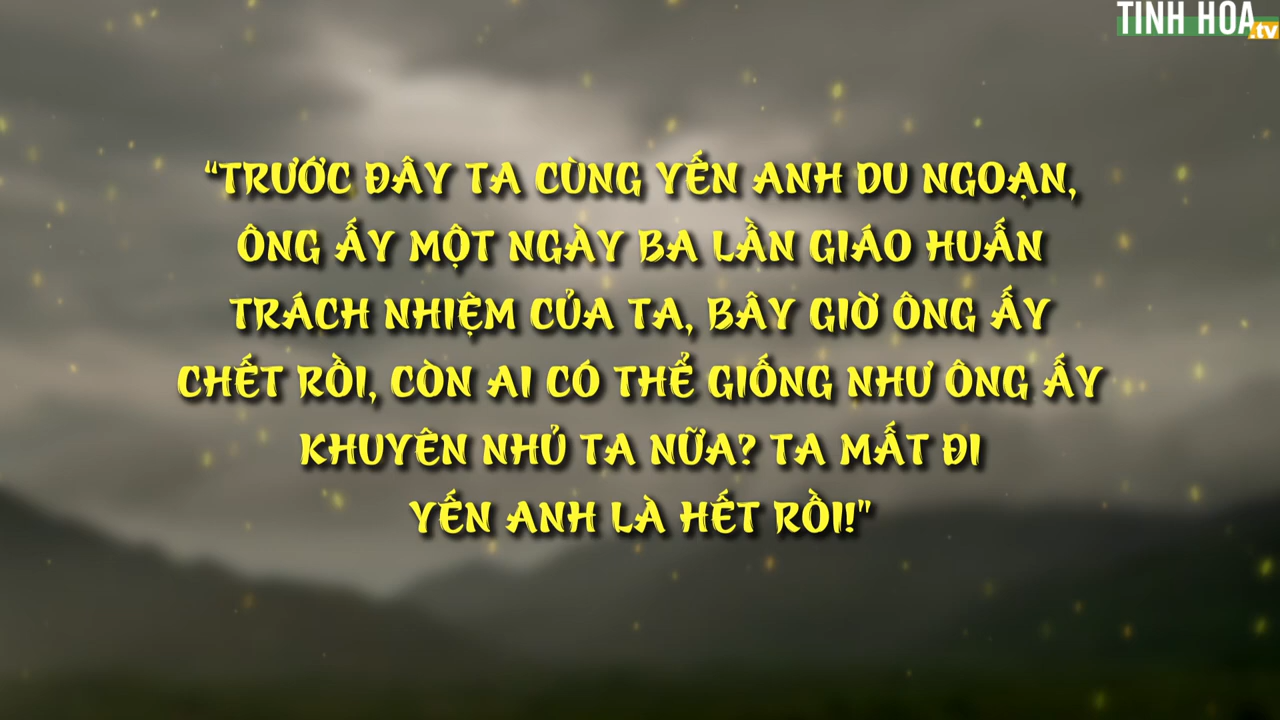 TINH HOA
.tv
"TRƯỚC ĐÂY TA CÙNG YẾN ANH DU NGOẠN,
ÔNG ẤY MỘT NGÀY BA LẦN GIÁO HUẤN
TRÁCH NHIỆM CỦA TA, BÂY GIỜ ÔNG ẤY
CHẾT RỒI, CÒN AI CÓ THỂ GIỐNG NHƯ ÔNG ẤY
KHUYÊN NHỦ TA NỮA? TA MẤT ĐI
YẾN ANH LÀ HẾT RỒI!"